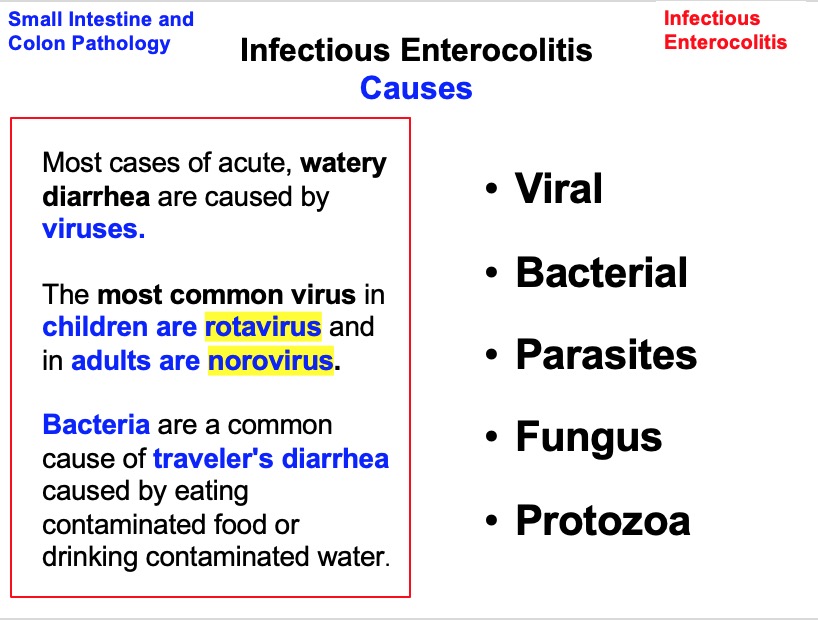 Small Intestine and
Colon Pathology
Infectious
Enterocolitis
Infectious Enterocolitis
Causes
Most cases of acute, watery
diarrhea are caused by
viruses.
The most common virus in
children are rotavirus and
in adults are norovirus.
Bacteria are a common
cause of traveler's diarrhea
caused by eating
contaminated food or
drinking contaminated water.
• Viral
• Bacterial
• Parasites
• Fungus
• Protozoa